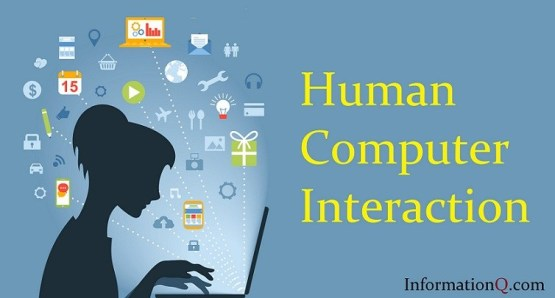 15
Human
Computer
Interaction
InformationQ.com